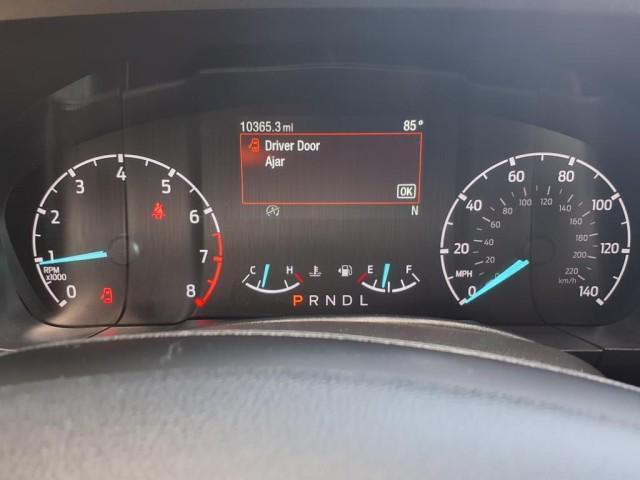 10365.3 mi 85°
Driver Door
Ajar
OK
N
0 1 2 3 4 5 6 7 8
RPM
x1000
C H E F
P R N D L
0 20 40 60 80 100 120 140
MPH
0 20 40 60 80 100 120 140 160 180 200 220
km/h